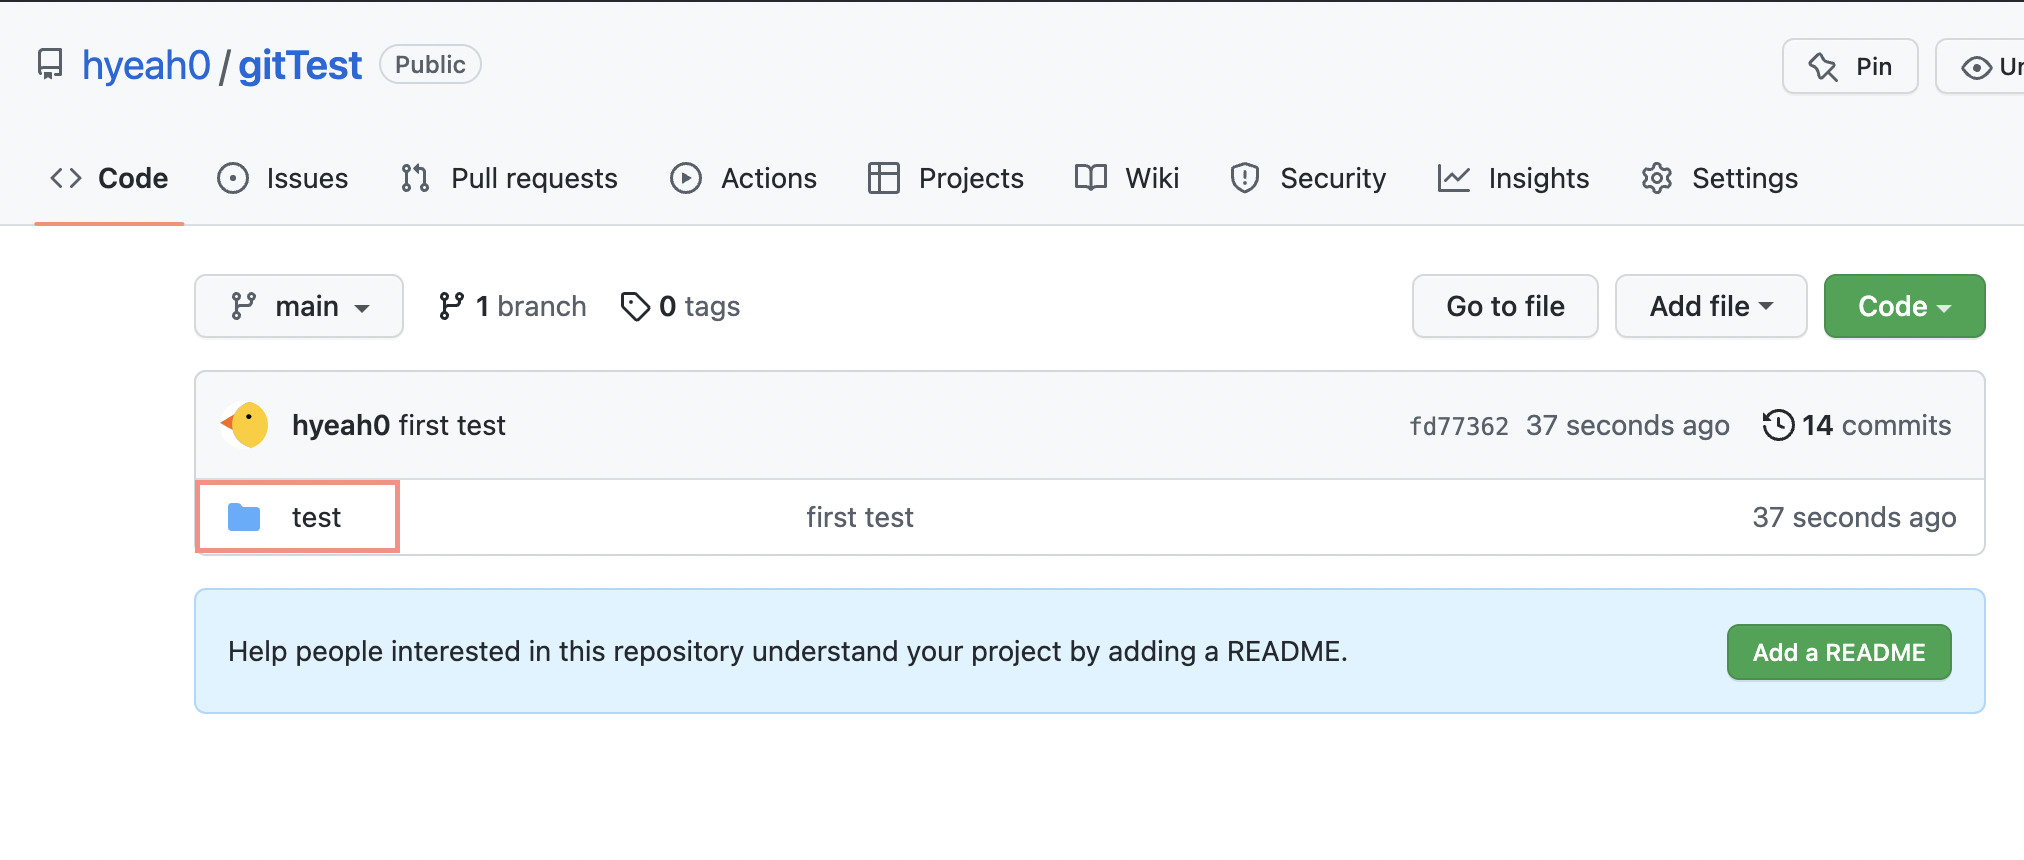 hyeah0 / gitTest Public Pin
Code Issues Pull requests Actions Projects Wiki Security Insights Settings
main 1 branch 0 tags Go to file Add file Code
hyeah0 first test fd77362 37 seconds ago 14 commits
test first test 37 seconds ago
Help people interested in this repository understand your project by adding a README. Add a README